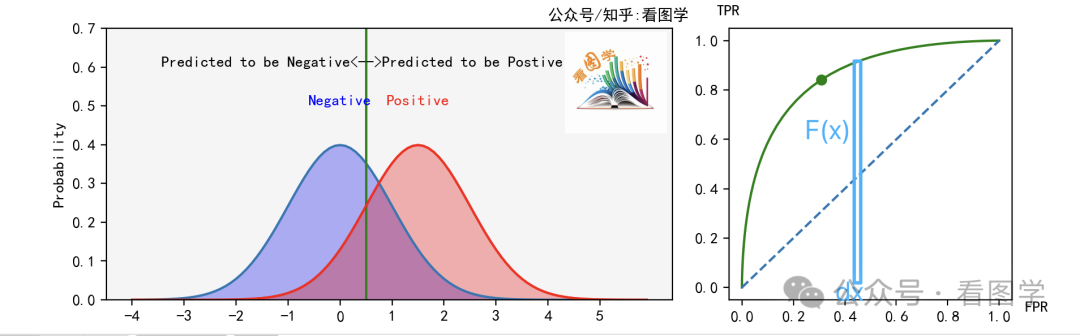 公众号/知乎:看图学
TPR
0.7
0.6
0.5
0.4
0.3
0.2
0.1
0.0
Probability
Predicted to be Negative<—>Predicted to be Postive
Negative Positive
看图学
-4 -3 -2 -1 0 1 2 3 4 5
1.0
0.8
0.6
0.4
0.2
0.0
F(x)
dx
公众号·看图学
0.0 0.2 0.4 0.6 0.8 1.0
FPR